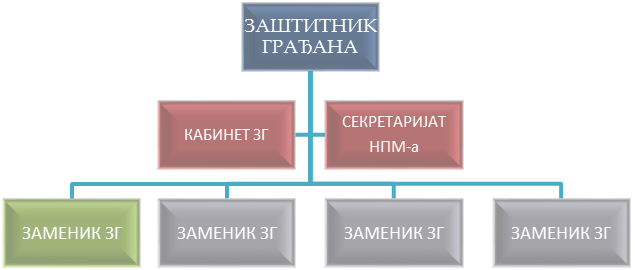 ЗАШТИТНИК
ГРАЂАНА
КАБИНЕТ ЗГ
СЕКРЕТАРИЈАТ
НПМ-а
ЗАМЕНИК ЗГ
ЗАМЕНИК ЗГ
ЗАМЕНИК ЗГ
ЗАМЕНИК ЗГ